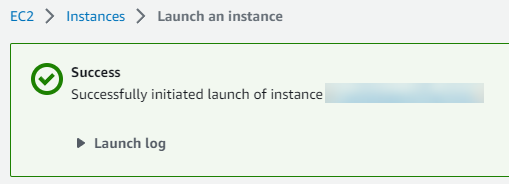 EC2 > Instances > Launch an instance
Success
Successfully initiated launch of instance
Launch log